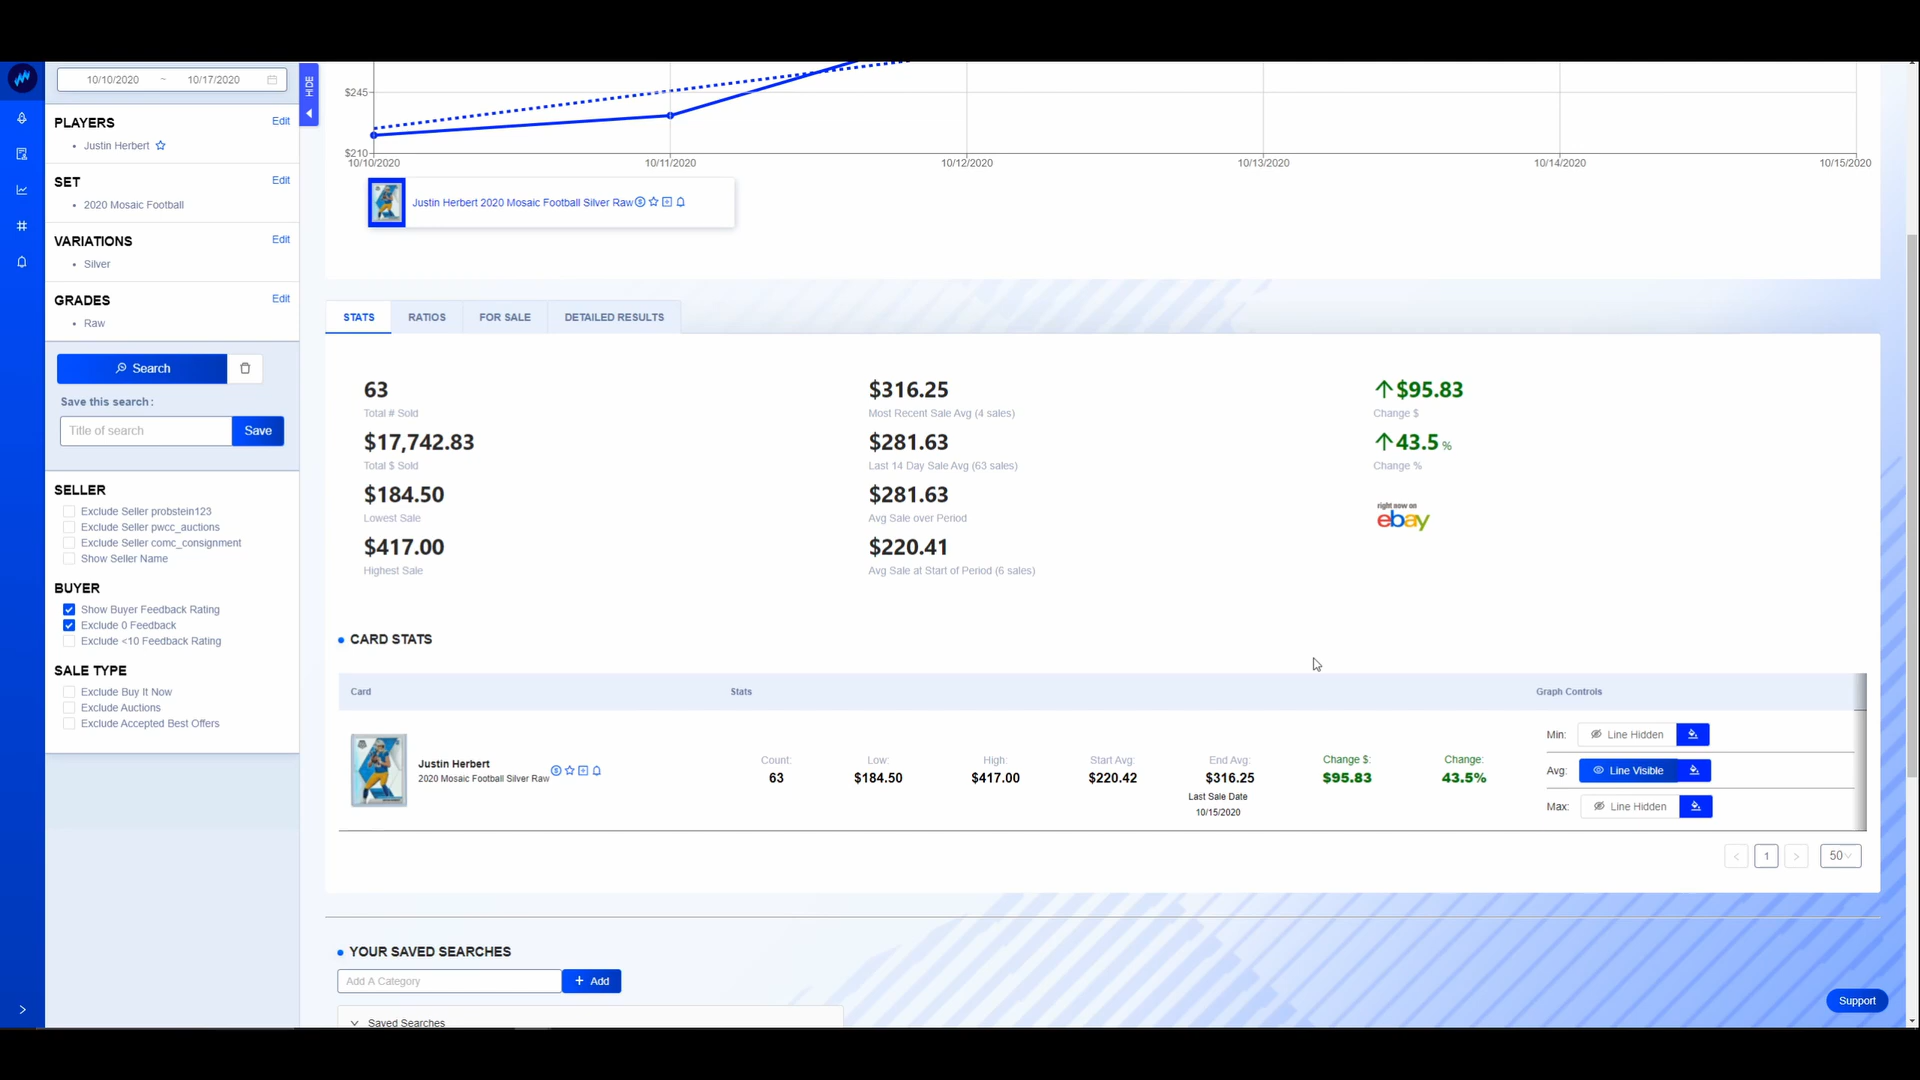 10/10/2020 ~ 10/17/2020
HIDE
PLAYERS Edit
Justin Herbert
SET Edit
2020 Mosaic Football
VARIATIONS Edit
Silver
GRADES Edit
Raw
Search
Save this search:
Title of search Save
SELLER
Exclude Seller probstein123
Exclude Seller pwcc_auctions
Exclude Seller comc_consignment
Show Seller Name
BUYER
Show Buyer Feedback Rating
Exclude 0 Feedback
Exclude <10 Feedback Rating
SALE TYPE
Exclude Buy It Now
Exclude Auctions
Exclude Accepted Best Offers
$245
$210
10/10/2020 10/11/2020 10/12/2020 10/13/2020 10/14/2020 10/15/2020
Justin Herbert 2020 Mosaic Football Silver Raw
STATS RATIOS FOR SALE DETAILED RESULTS
63 $316.25 $95.83
Total # Sold Most Recent Sale Avg (4 sales) Change $
$17,742.83 $281.63 43.5 %
Total $ Sold Last 14 Day Sale Avg (63 sales) Change %
$184.50 $281.63
Lowest Sale Avg Sale over Period
right now on
ebay
$417.00 $220.41
Highest Sale Avg Sale at Start of Period (6 sales)
CARD STATS
Card Stats Graph Controls
Justin Herbert
2020 Mosaic Football Silver Raw
Count: Low: High: Start Avg: End Avg: Change $: Change:
63 $184.50 $417.00 $220.42 $316.25 $95.83 43.5%
Last Sale Date
10/15/2020
Min: Line Hidden
Avg: Line Visible
Max: Line Hidden
< 1 > 50
YOUR SAVED SEARCHES
Add A Category + Add
Saved Searches
Support